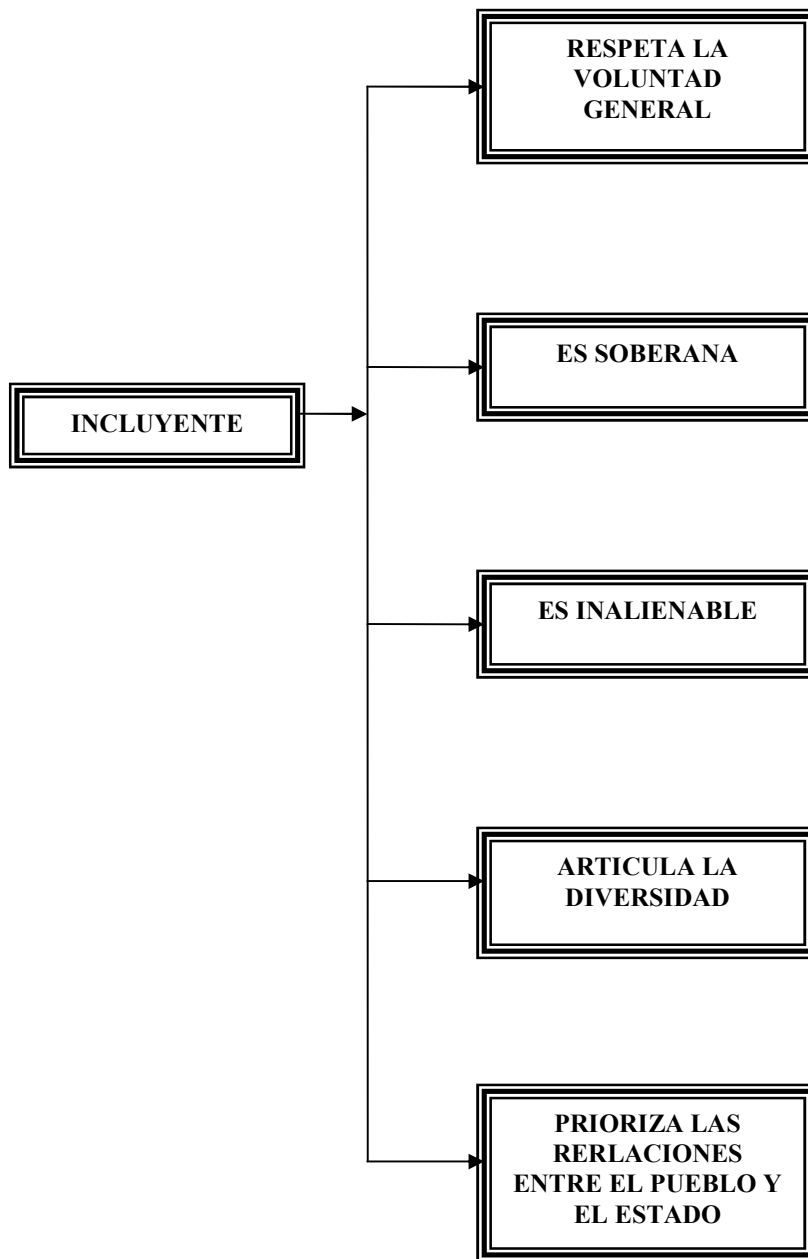 RESPETA LA
VOLUNTAD
GENERAL
ES SOBERANA
INCLUYENTE
ES INALIENABLE
ARTICULA LA
DIVERSIDAD
PRIORIZA LAS
RERLACIONES
ENTRE EL PUEBLO Y
EL ESTADO